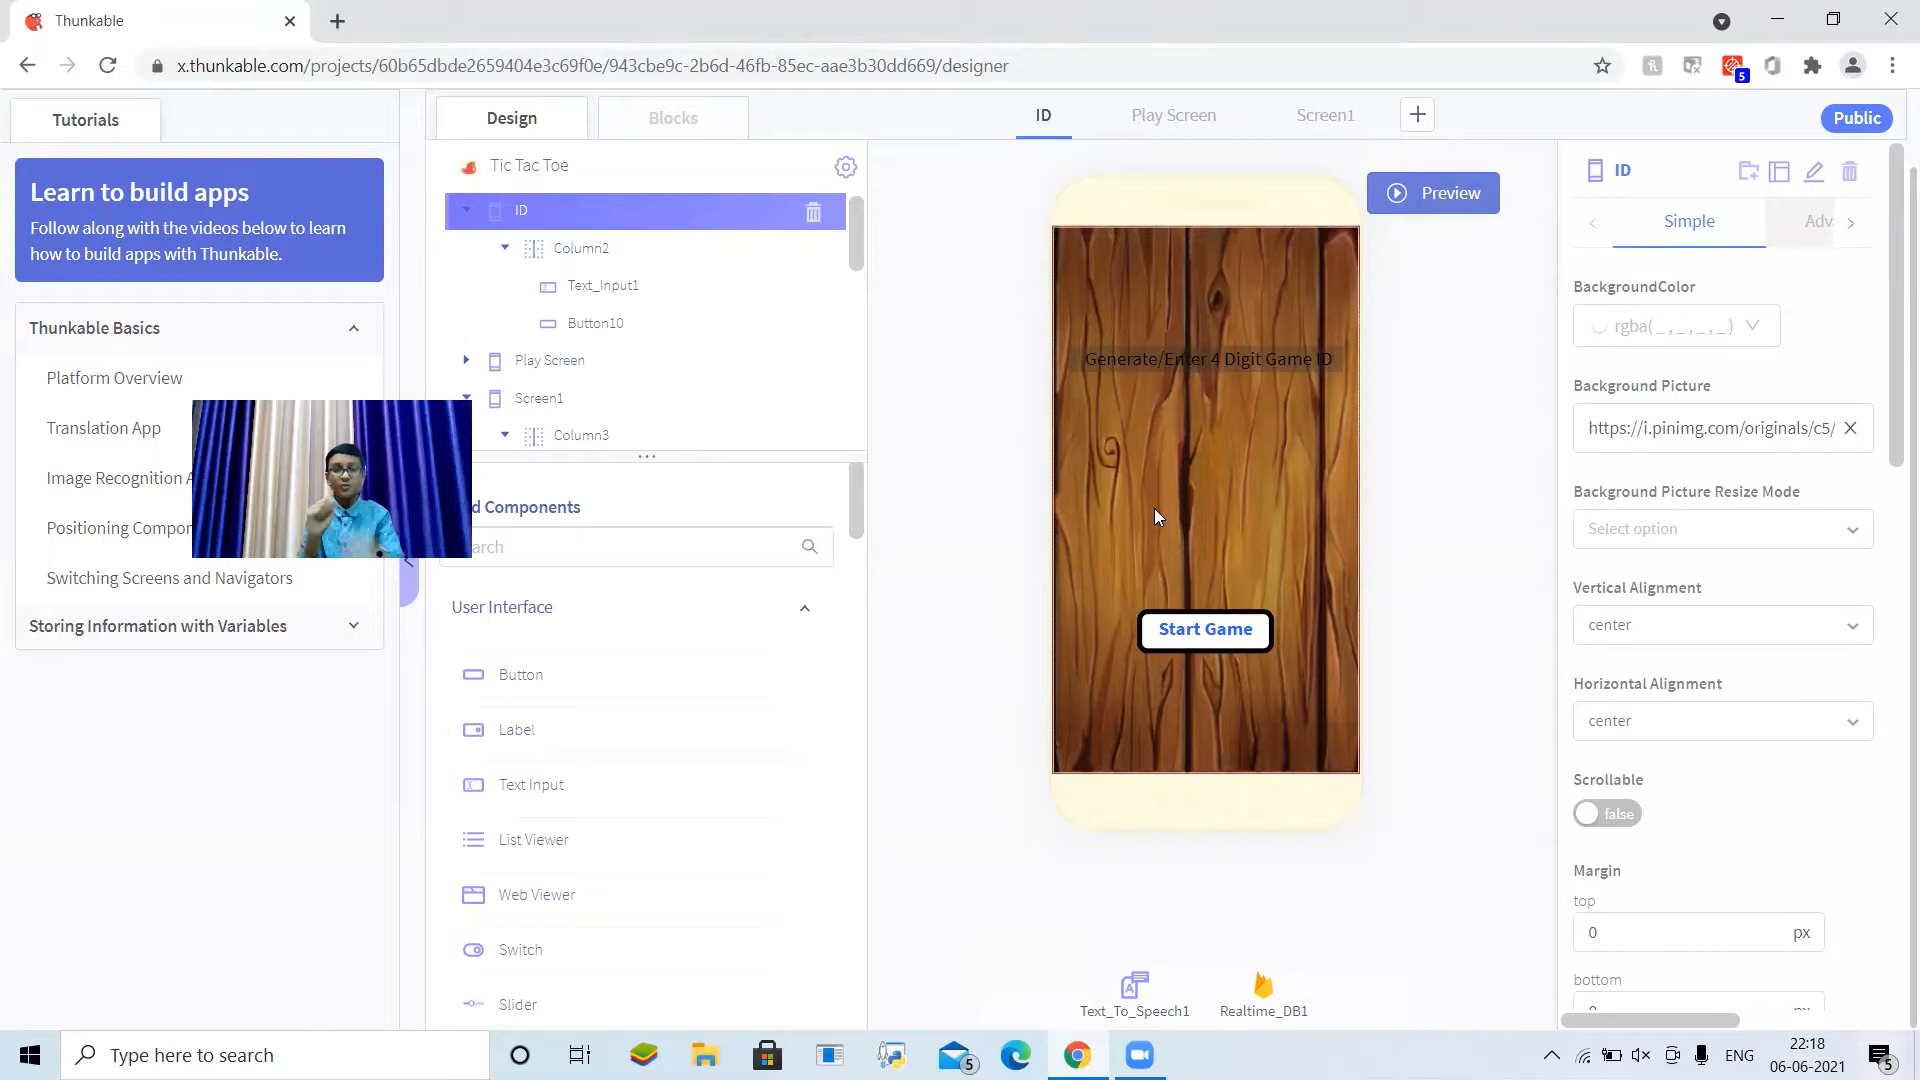 Thunkable
x.thunkable.com/projects/60b65dbde2659404e3c69f0e/943cbe9c-2b6d-46fb-85ec-aae3b30dd669/designer
5
Tutorials
Design
Blocks
ID
Play Screen
Screen1
Public
Learn to build apps
Follow along with the videos below to learn
how to build apps with Thunkable.
Thunkable Basics
Platform Overview
Translation App
Image Recognition A
Positioning Compor
Switching Screens and Navigators
Storing Information with Variables
Tic Tac Toe
ID
Column2
Text_Input1
Button10
Play Screen
Screen1
Column3
d Components
arch
User Interface
Button
Label
Text Input
List Viewer
Web Viewer
Switch
Slider
Preview
Generate/Enter 4 Digit Game ID
Start Game
Text_To_Speech1
Realtime_DB1
ID
Simple
Adv
BackgroundColor
rgba( _ , _ , _ , _ )
Background Picture
https://i.pinimg.com/originals/c5/
Background Picture Resize Mode
Select option
Vertical Alignment
center
Horizontal Alignment
center
Scrollable
false
Margin
top
0 px
bottom
Type here to search
5
ENG
22:18
06-06-2021
5